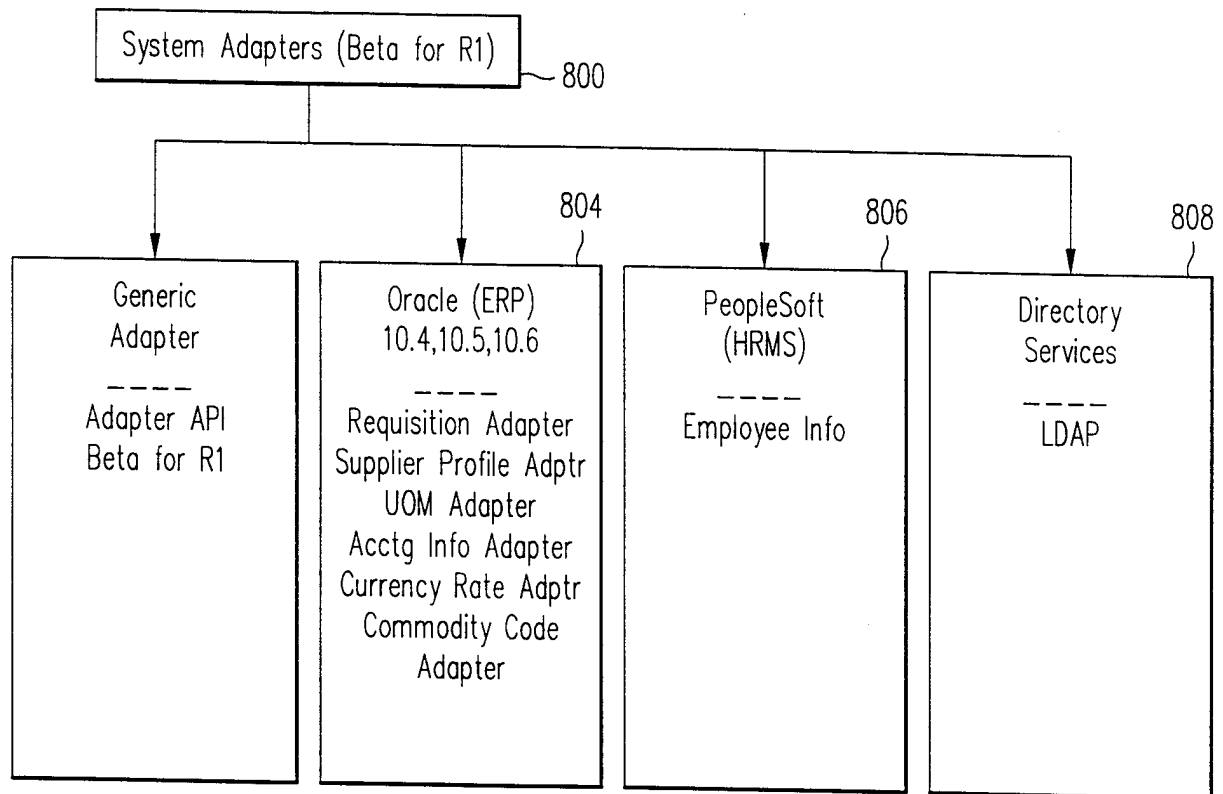 System Adapters (Beta for R1)
800
804
806
808
Generic
Adapter
Adapter API
Beta for R1
Oracle (ERP)
10.4,10.5,10.6
Requisition Adapter
Supplier Profile Adptr
UOM Adapter
Acctg Info Adapter
Currency Rate Adptr
Commodity Code
Adapter
PeopleSoft
(HRMS)
Employee Info
Directory
Services
LDAP